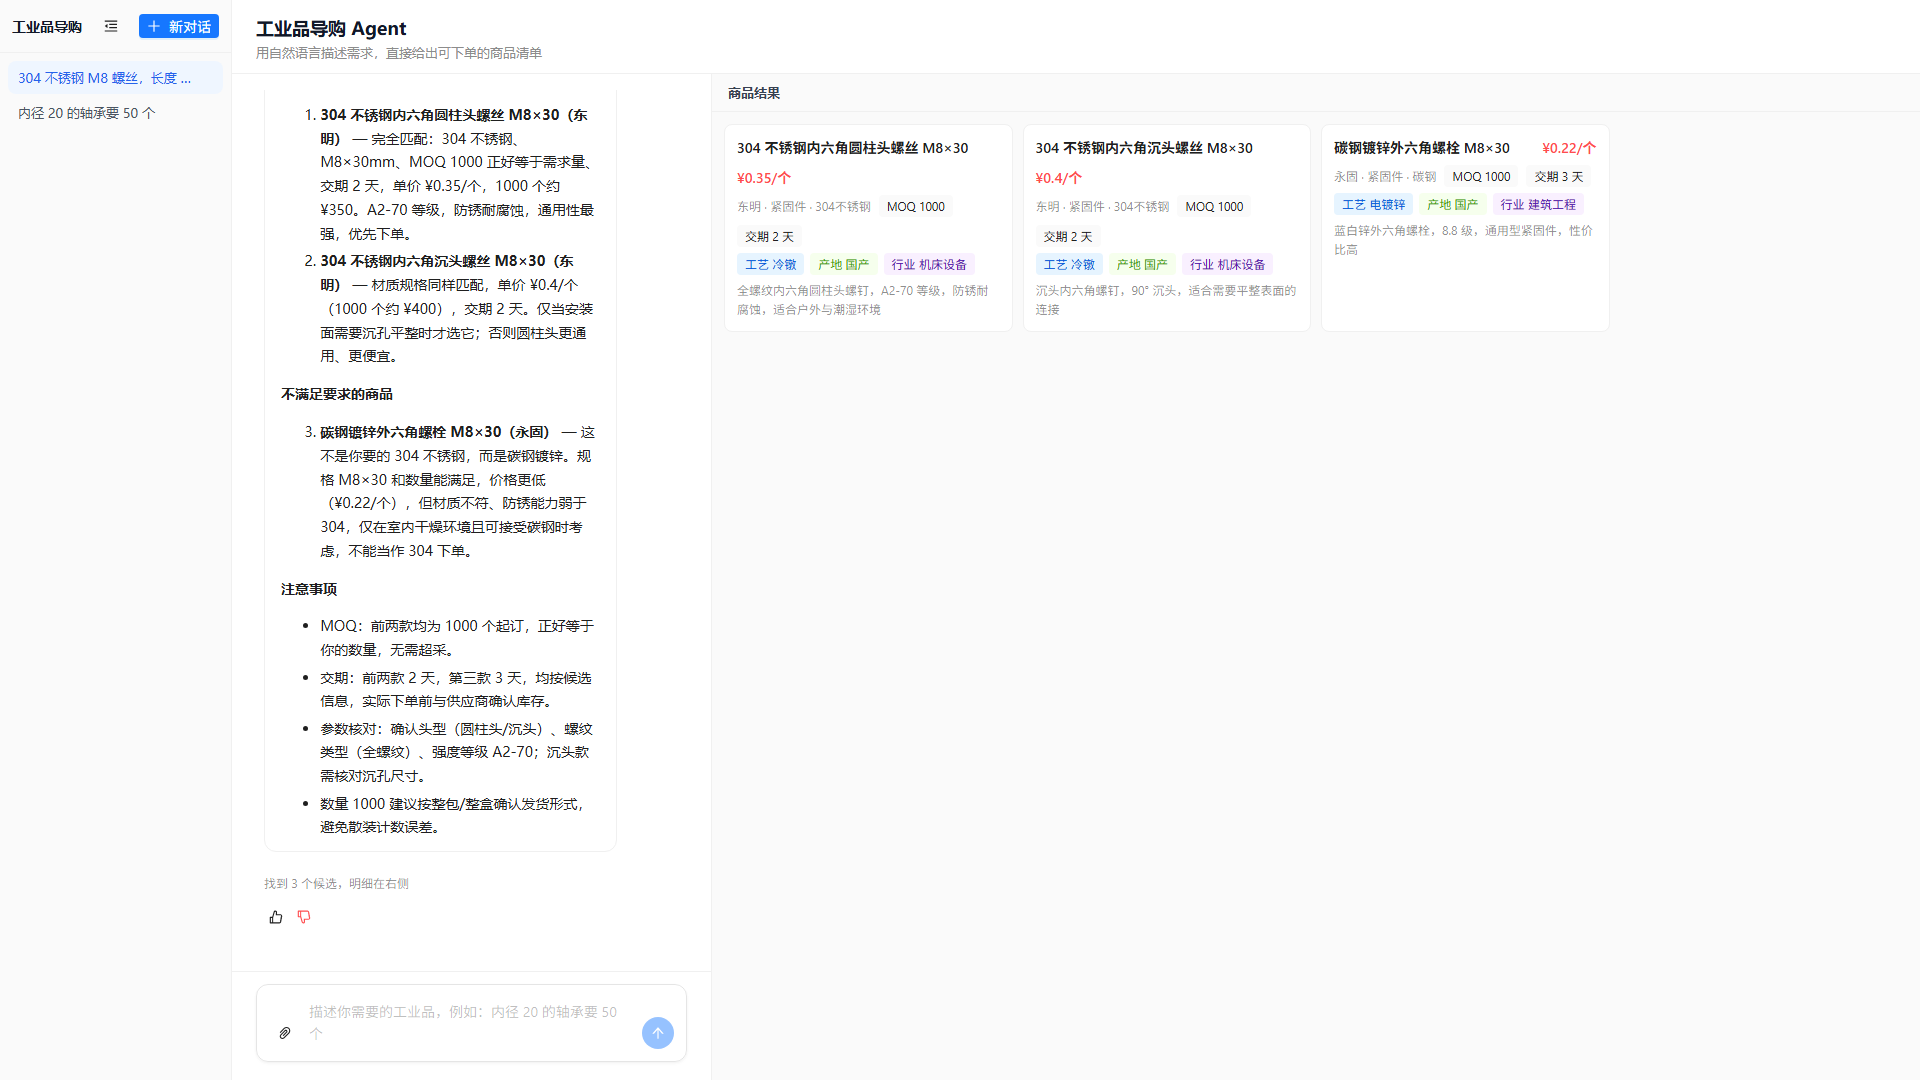 工业品导购
新对话
304 不锈钢 M8 螺丝，长度 ...
内径 20 的轴承要 50 个
工业品导购 Agent
用自然语言描述需求，直接给出可下单的商品清单
1. 304 不锈钢内六角圆柱头螺丝 M8×30（东
明） — 完全匹配：304 不锈钢、
M8×30mm、MOQ 1000 正好等于需求量、
交期 2 天，单价 ¥0.35/个，1000 个约
¥350。A2-70 等级，防锈耐腐蚀，通用性最
强，优先下单。
2. 304 不锈钢内六角沉头螺丝 M8×30（东
明） — 材质规格同样匹配，单价 ¥0.4/个
（1000 个约 ¥400），交期 2 天。仅当安装
面需要沉孔平整时才选它；否则圆柱头更通
用、更便宜。
不满足要求的商品
3. 碳钢镀锌外六角螺栓 M8×30（永固） — 这
不是你要的 304 不锈钢，而是碳钢镀锌。规
格 M8×30 和数量能满足，价格更低
（¥0.22/个），但材质不符、防锈能力弱于
304，仅在室内干燥环境且可接受碳钢时考
虑，不能当作 304 下单。
注意事项
• MOQ：前两款均为 1000 个起订，正好等于
你的数量，无需超采。
• 交期：前两款 2 天，第三款 3 天，均按候选
信息，实际下单前与供应商确认库存。
• 参数核对：确认头型（圆柱头/沉头）、螺纹
类型（全螺纹）、强度等级 A2-70；沉头款
需核对沉孔尺寸。
• 数量 1000 建议按整包/整盒确认发货形式，
避免散装计数误差。
找到 3 个候选，明细在右侧
描述你需要的工业品，例如：内径 20 的轴承要 50
个
商品结果
304 不锈钢内六角圆柱头螺丝 M8×30
¥0.35/个
东明 · 紧固件 · 304不锈钢 MOQ 1000
交期 2 天
工艺 冷镦 产地 国产 行业 机床设备
全螺纹内六角圆柱头螺钉，A2-70 等级，防锈耐
腐蚀，适合户外与潮湿环境
304 不锈钢内六角沉头螺丝 M8×30
¥0.4/个
东明 · 紧固件 · 304不锈钢 MOQ 1000
交期 2 天
工艺 冷镦 产地 国产 行业 机床设备
沉头内六角螺钉，90° 沉头，适合需要平整表面的
连接
碳钢镀锌外六角螺栓 M8×30 ¥0.22/个
永固 · 紧固件 · 碳钢 MOQ 1000 交期 3 天
工艺 电镀锌 产地 国产 行业 建筑工程
蓝白锌外六角螺栓，8.8 级，通用型紧固件，性价
比高